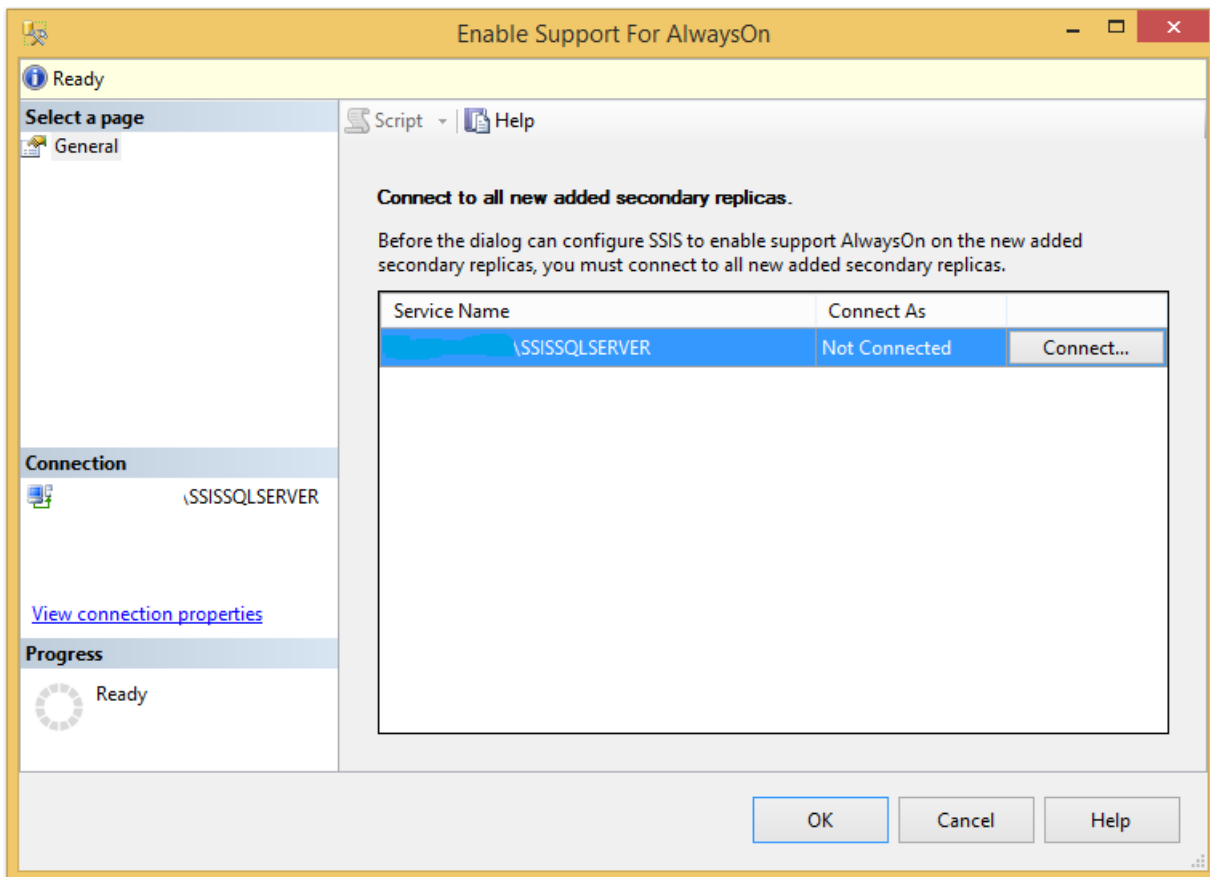 Enable Support For AlwaysOn
Ready
Select a page
General
Script
Help
Connect to all new added secondary replicas.
Before the dialog can configure SSIS to enable support AlwaysOn on the new added
secondary replicas, you must connect to all new added secondary replicas.
Service Name Connect As
\SSISSQLSERVER Not Connected Connect...
Connection
\SSISSQLSERVER
View connection properties
Progress
Ready
OK Cancel Help